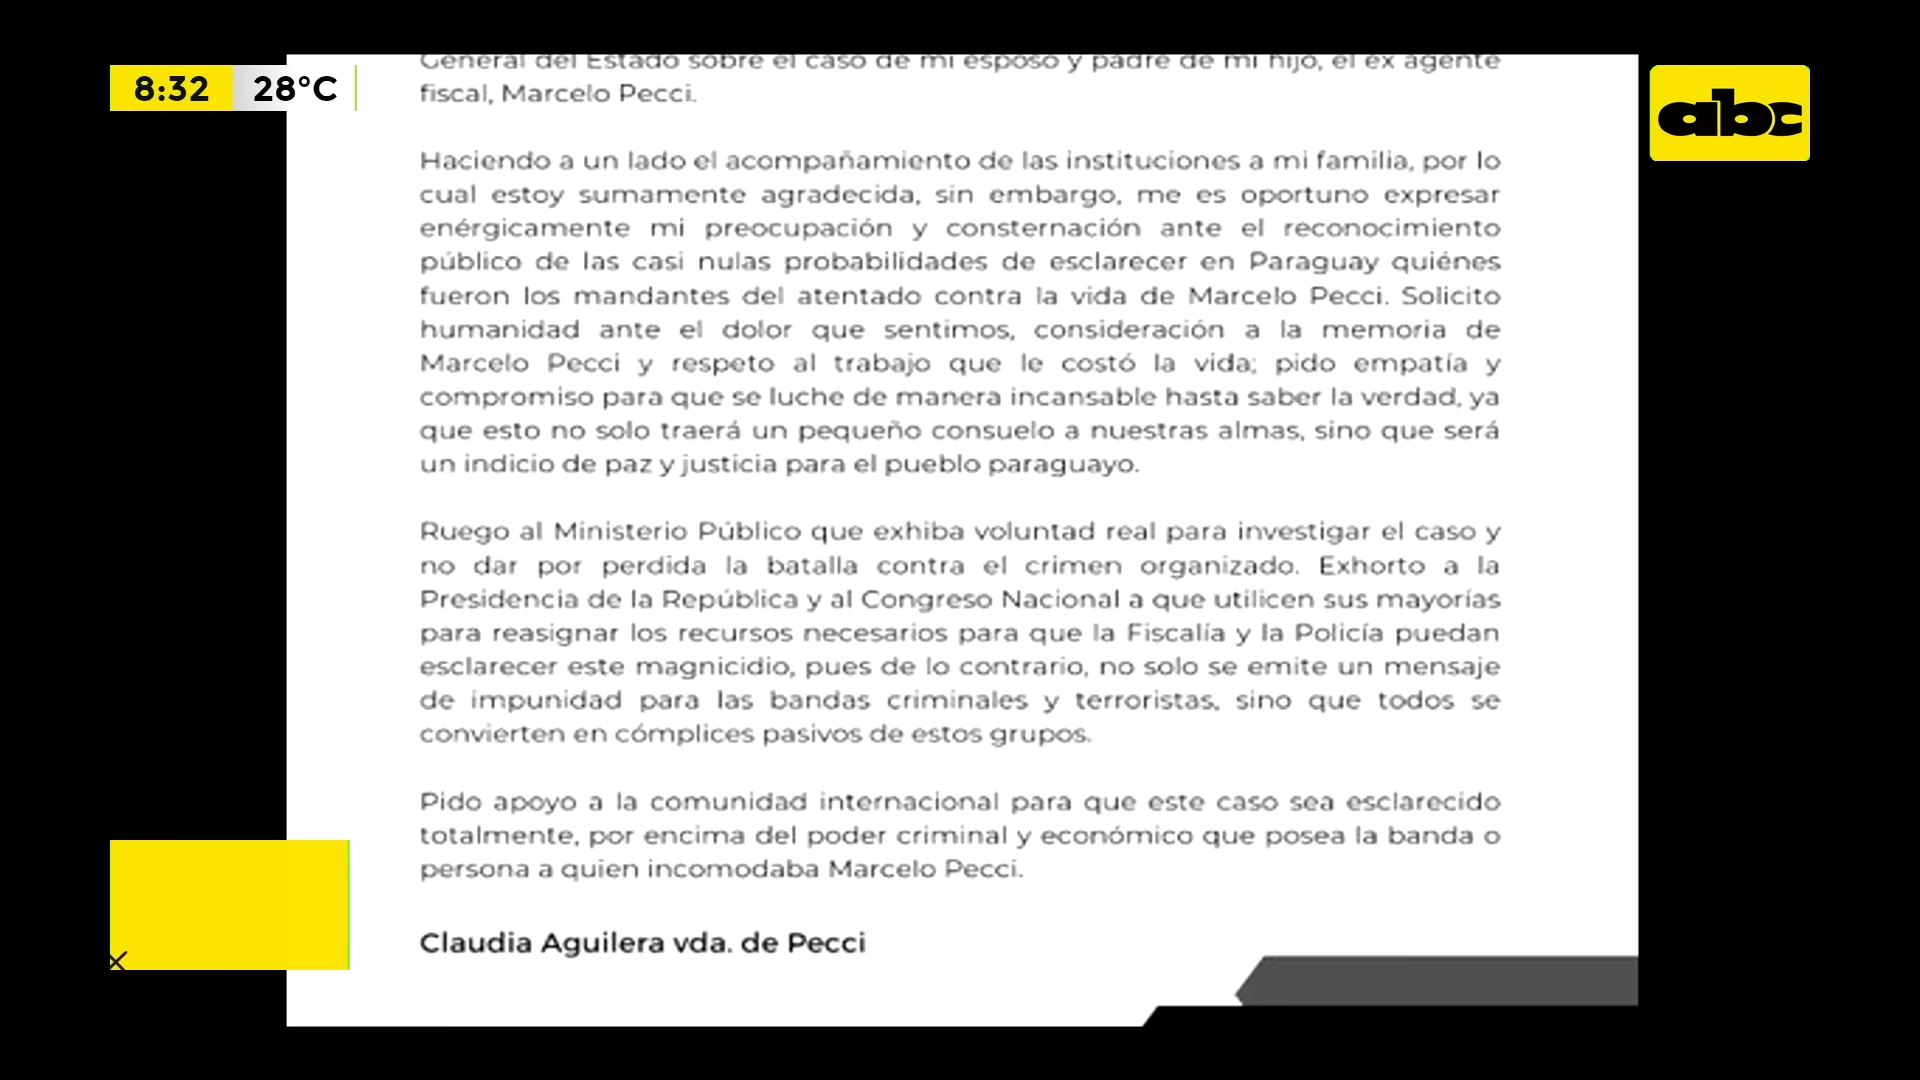 General del Estado sobre el caso de mi esposo y padre de mi hijo, el ex agente
8:32 28°C
abc
fiscal, Marcelo Pecci.
Haciendo a un lado el acompañamiento de las instituciones a mi familia, por lo
cual estoy sumamente agradecida, sin embargo, me es oportuno expresar
enérgicamente mi preocupación y consternación ante el reconocimiento
público de las casi nulas probabilidades de esclarecer en Paraguay quiénes
fueron los mandantes del atentado contra la vida de Marcelo Pecci. Solicito
humanidad ante el dolor que sentimos, consideración a la memoria de
Marcelo Pecci y respeto al trabajo que le costó la vida; pido empatía y
compromiso para que se luche de manera incansable hasta saber la verdad, ya
que esto no solo traerá un pequeño consuelo a nuestras almas, sino que será
un indicio de paz y justicia para el pueblo paraguayo.
Ruego al Ministerio Público que exhiba voluntad real para investigar el caso y
no dar por perdida la batalla contra el crimen organizado. Exhorto a la
Presidencia de la República y al Congreso Nacional a que utilicen sus mayorías
para reasignar los recursos necesarios para que la Fiscalía y la Policía puedan
esclarecer este magnicidio, pues de lo contrario, no solo se emite un mensaje
de impunidad para las bandas criminales y terroristas, sino que todos se
convierten en cómplices pasivos de estos grupos.
Pido apoyo a la comunidad internacional para que este caso sea esclarecido
totalmente, por encima del poder criminal y económico que posea la banda o
persona a quien incomodaba Marcelo Pecci.
Claudia Aguilera vda. de Pecci